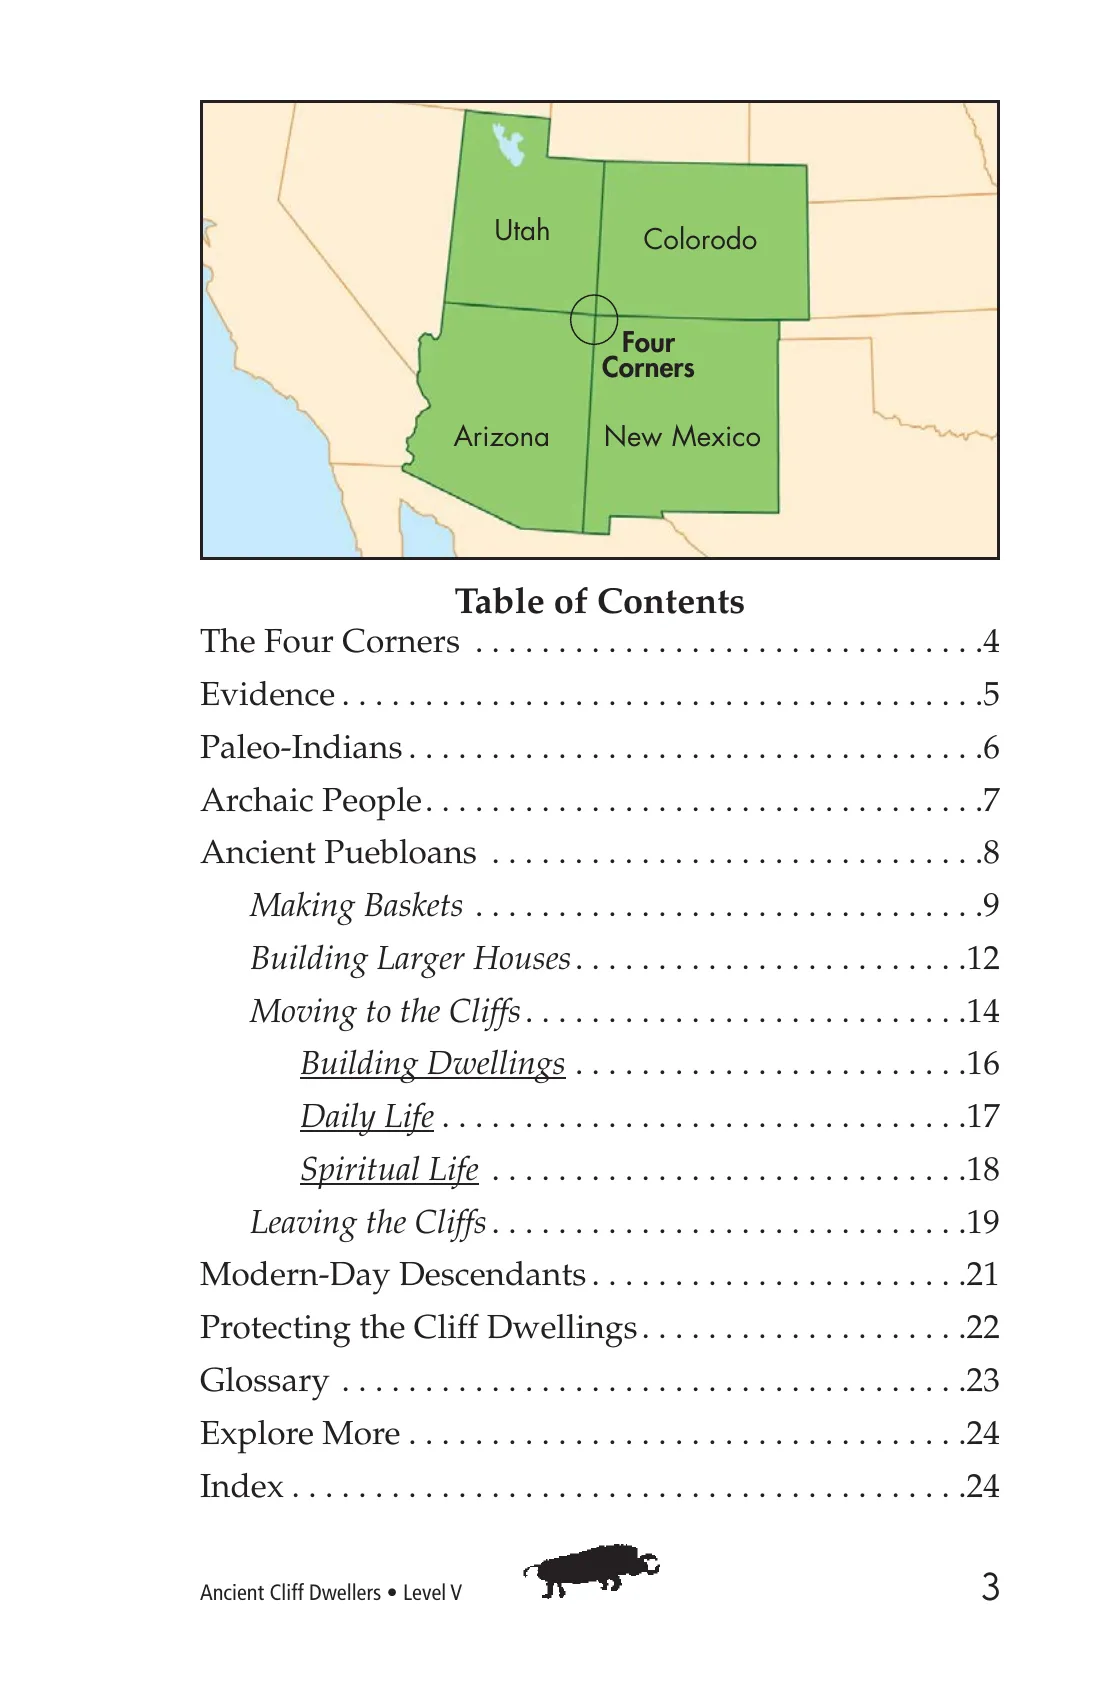 Utah
Colorodo
Four
Corners
Arizona
New Mexico
Table of Contents
The Four Corners . . . . . . . . . . . . . . . . . . . . . . . . . . . . . . .4
Evidence . . . . . . . . . . . . . . . . . . . . . . . . . . . . . . . . . . . . . . .5
Paleo-Indians . . . . . . . . . . . . . . . . . . . . . . . . . . . . . . . . . . .6
Archaic People. . . . . . . . . . . . . . . . . . . . . . . . . . . . . . . . . .7
Ancient Puebloans . . . . . . . . . . . . . . . . . . . . . . . . . . . . . .8
Making Baskets . . . . . . . . . . . . . . . . . . . . . . . . . . . . . . .9
Building Larger Houses. . . . . . . . . . . . . . . . . . . . . . . .12
Moving to the Cliffs. . . . . . . . . . . . . . . . . . . . . . . . . . .14
Building Dwellings . . . . . . . . . . . . . . . . . . . . . . . .16
Daily Life . . . . . . . . . . . . . . . . . . . . . . . . . . . . . . . .17
Spiritual Life . . . . . . . . . . . . . . . . . . . . . . . . . . . . .18
Leaving the Cliffs. . . . . . . . . . . . . . . . . . . . . . . . . . . . .19
Modern-Day Descendants. . . . . . . . . . . . . . . . . . . . . . .21
Protecting the Cliff Dwellings. . . . . . . . . . . . . . . . . . . .22
Glossary . . . . . . . . . . . . . . . . . . . . . . . . . . . . . . . . . . . . . .23
Explore More . . . . . . . . . . . . . . . . . . . . . . . . . . . . . . . . . .24
Index . . . . . . . . . . . . . . . . . . . . . . . . . . . . . . . . . . . . . . . . .24
Ancient Cliff Dwellers • Level V
3